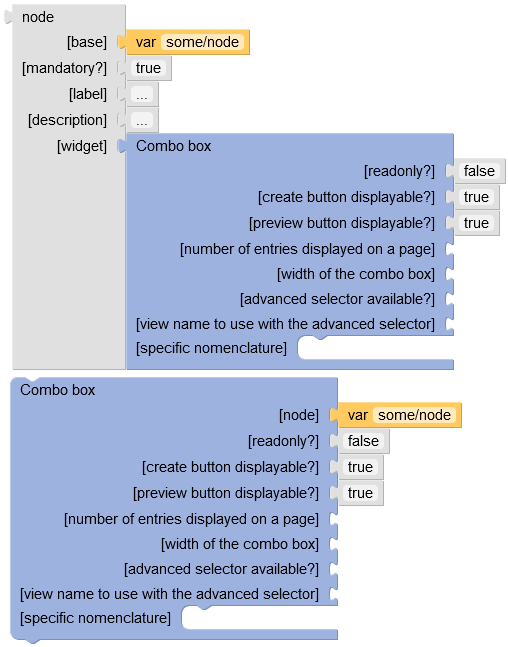 node
[base] var some/node
[mandatory?] true
[label] ...
[description] ...
[widget] Combo box
[readonly?] false
[create button displayable?] true
[preview button displayable?] true
[number of entries displayed on a page]
[width of the combo box]
[advanced selector available?]
[view name to use with the advanced selector]
[specific nomenclature]
Combo box
[node] var some/node
[readonly?] false
[create button displayable?] true
[preview button displayable?] true
[number of entries displayed on a page]
[width of the combo box]
[advanced selector available?]
[view name to use with the advanced selector]
[specific nomenclature]